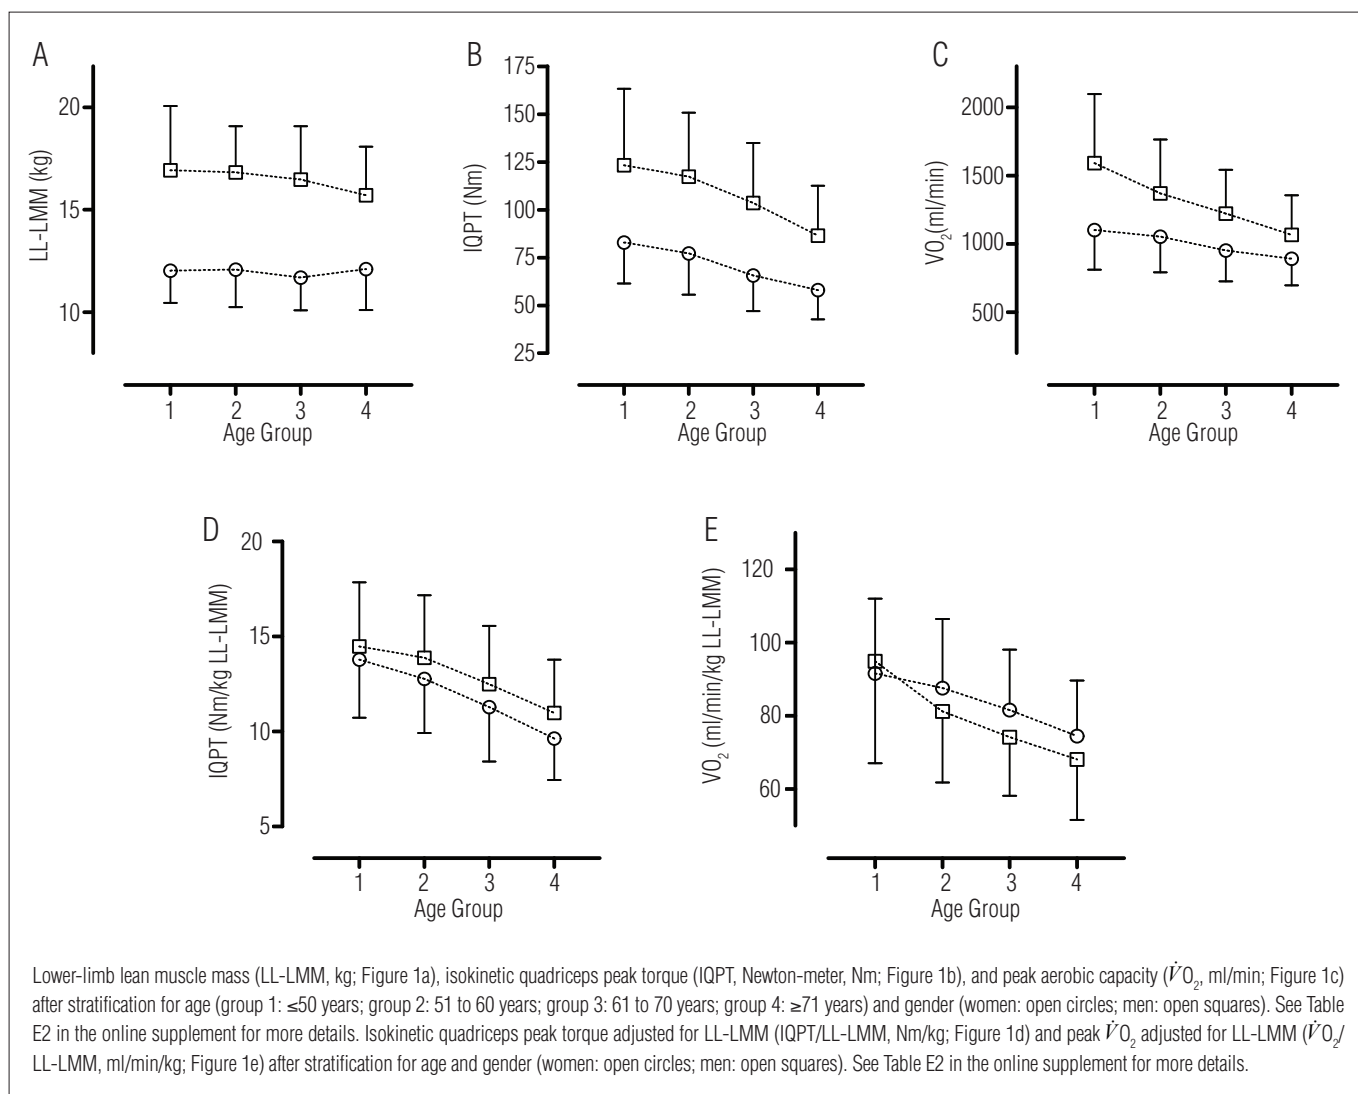 A
LL-LMM (kg)
20
15
10
1 2 3 4
Age Group
B
IQPT (Nm)
175
150
125
100
75
50
25
1 2 3 4
Age Group
C
VO2(ml/min)
2000
1500
1000
500
1 2 3 4
Age Group
D
IQPT (Nm/kg LL-LMM)
20
15
10
5
1 2 3 4
Age Group
E
VO2 (ml/min/kg LL-LMM)
120
100
80
60
1 2 3 4
Age Group
Lower-limb lean muscle mass (LL-LMM, kg; Figure 1a), isokinetic quadriceps peak torque (IQPT, Newton-meter, Nm; Figure 1b), and peak aerobic capacity (V̇O2, ml/min; Figure 1c)
after stratification for age (group 1: ≤50 years; group 2: 51 to 60 years; group 3: 61 to 70 years; group 4: ≥71 years) and gender (women: open circles; men: open squares). See Table
E2 in the online supplement for more details. Isokinetic quadriceps peak torque adjusted for LL-LMM (IQPT/LL-LMM, Nm/kg; Figure 1d) and peak V̇O2 adjusted for LL-LMM (V̇O2/
LL-LMM, ml/min/kg; Figure 1e) after stratification for age and gender (women: open circles; men: open squares). See Table E2 in the online supplement for more details.